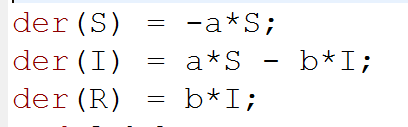 der(S) = -a*S;
der(I) = a*S - b*I;
der(R) = b*I;